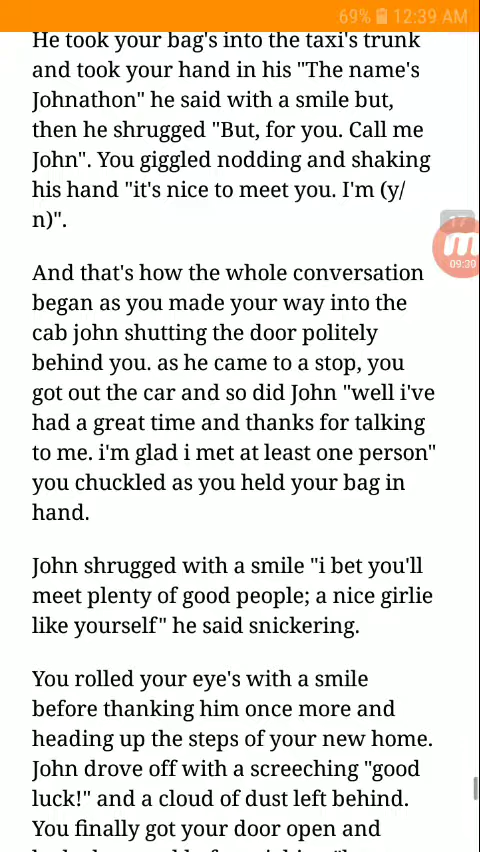 69% 12:39 AM
He took your bag's into the taxi's trunk
and took your hand in his "The name's
Johnathon" he said with a smile but,
then he shrugged "But, for you. Call me
John". You giggled nodding and shaking
his hand "it's nice to meet you. I'm (y/
n)".
17
09:39
And that's how the whole conversation
began as you made your way into the
cab john shutting the door politely
behind you. as he came to a stop, you
got out the car and so did John "well i've
had a great time and thanks for talking
to me. i'm glad i met at least one person"
you chuckled as you held your bag in
hand.
John shrugged with a smile "i bet you'll
meet plenty of good people; a nice girlie
like yourself" he said snickering.
You rolled your eye's with a smile
before thanking him once more and
heading up the steps of your new home.
John drove off with a screeching "good
luck!" and a cloud of dust left behind.
You finally got your door open and